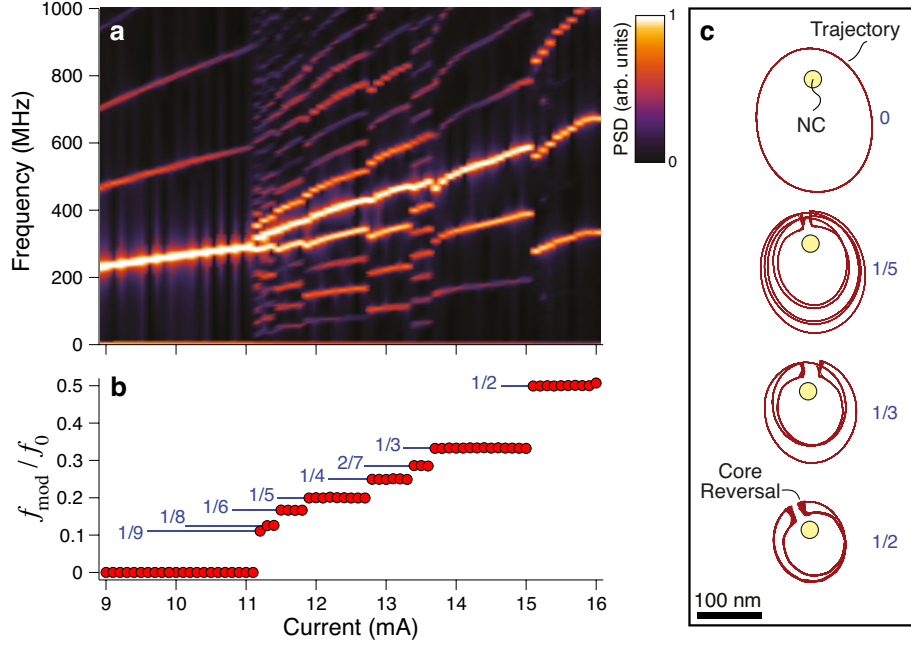 a
1000
800
600
400
200
0
Frequency (MHz)
1
0
PSD (arb. units)
b
0.5
0.4
0.3
0.2
0.1
0
f_mod / f_0
1/9
1/8
1/6
1/5
1/4
2/7
1/3
1/2
9 10 11 12 13 14 15 16
Current (mA)
c
Trajectory
NC
0
1/5
1/3
Core
Reversal
1/2
100 nm